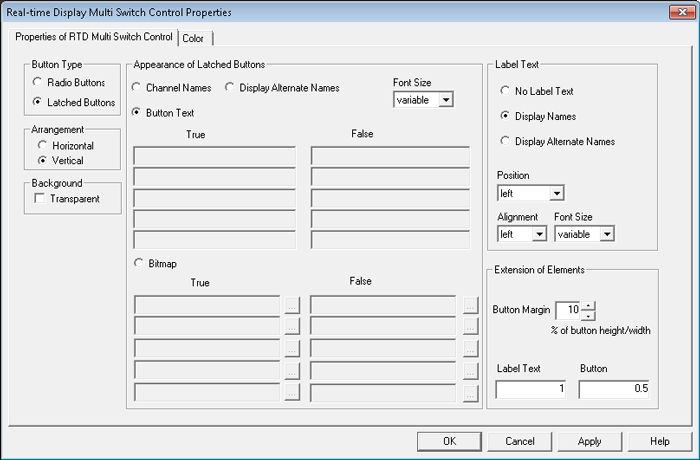 Real-time Display Multi Switch Control Properties
Properties of RTD Multi Switch Control
Color
Button Type
Radio Buttons
Latched Buttons
Arrangement
Horizontal
Vertical
Background
Transparent
Appearance of Latched Buttons
Channel Names
Display Alternate Names
Font Size
variable
Button Text
True
False
Bitmap
True
False
...
...
...
...
...
...
...
...
...
...
Label Text
No Label Text
Display Names
Display Alternate Names
Position
left
Alignment
Font Size
left
variable
Extension of Elements
Button Margin
10
% of button height/width
Label Text
Button
1
0.5
OK
Cancel
Apply
Help